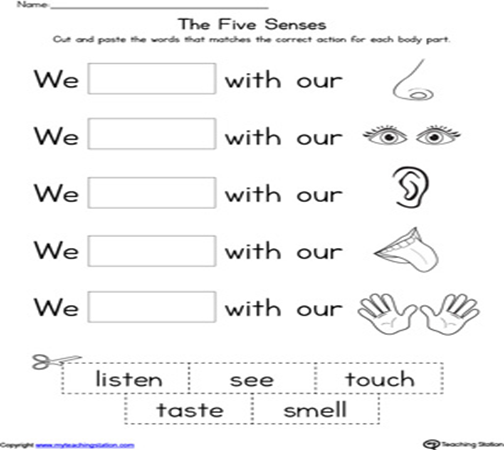 Name:
The Five Senses
Cut and paste the words that matches the correct action for each body part.
We with our
We with our
We with our
We with our
We with our
listen see touch
taste smell
Copyright www.myteachingstation.com Teaching Station